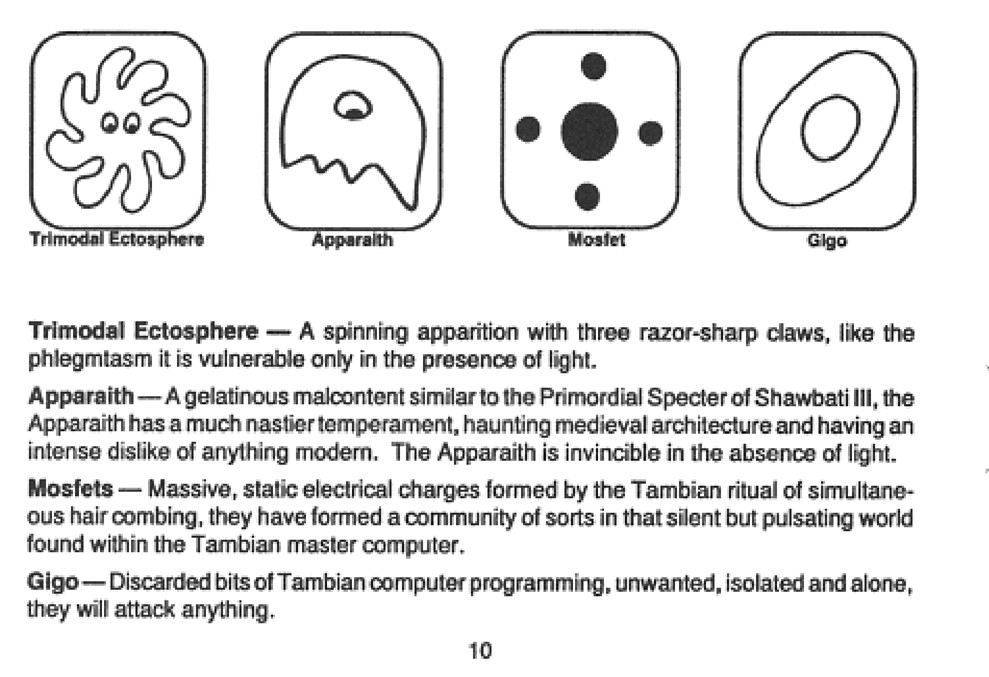 Trimodal Ectosphere Apparaith Mosfet Gigo
Trimodal Ectosphere — A spinning apparition with three razor-sharp claws, like the
phlegmtasm it is vulnerable only in the presence of light.
Apparaith — A gelatinous malcontent similar to the Primordial Specter of Shawbati III, the
Apparaith has a much nastier temperament, haunting medieval architecture and having an
intense dislike of anything modern. The Apparaith is invincible in the absence of light.
Mosfets — Massive, static electrical charges formed by the Tambian ritual of simultane-
ous hair combing, they have formed a community of sorts in that silent but pulsating world
found within the Tambian master computer.
Gigo — Discarded bits of Tambian computer programming, unwanted, isolated and alone,
they will attack anything.
10